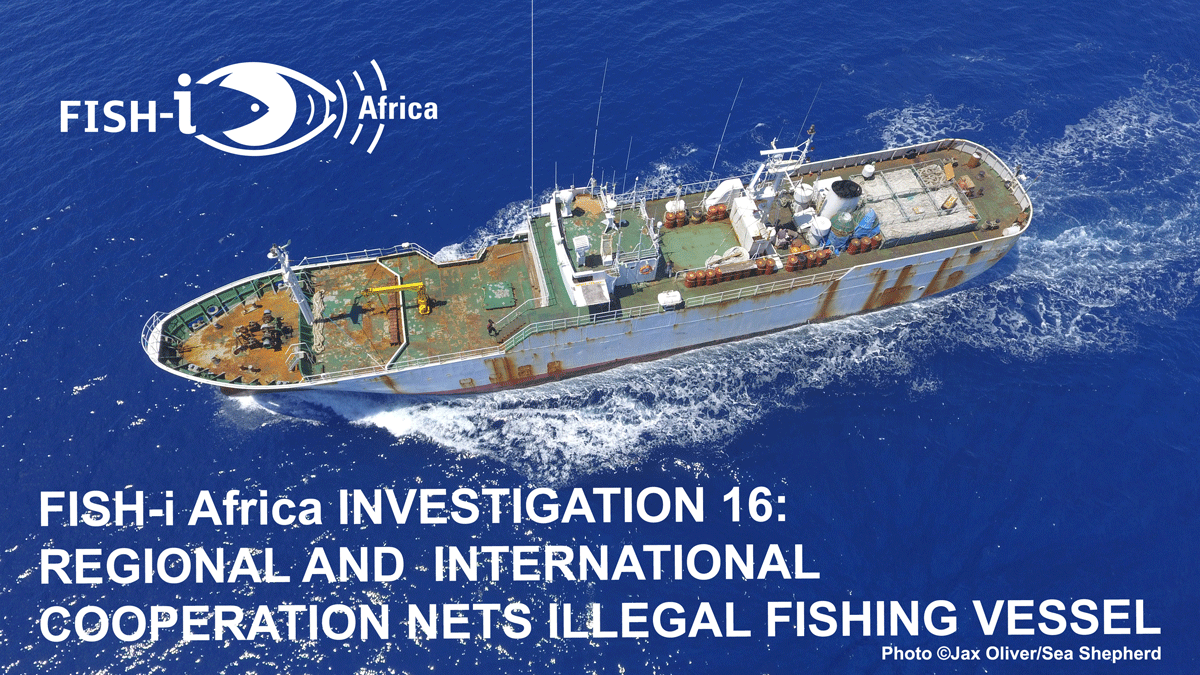 FISH-i Africa
FISH-i Africa INVESTIGATION 16:
REGIONAL AND INTERNATIONAL
COOPERATION NETS ILLEGAL FISHING VESSEL
Photo ©Jax Oliver/Sea Shepherd